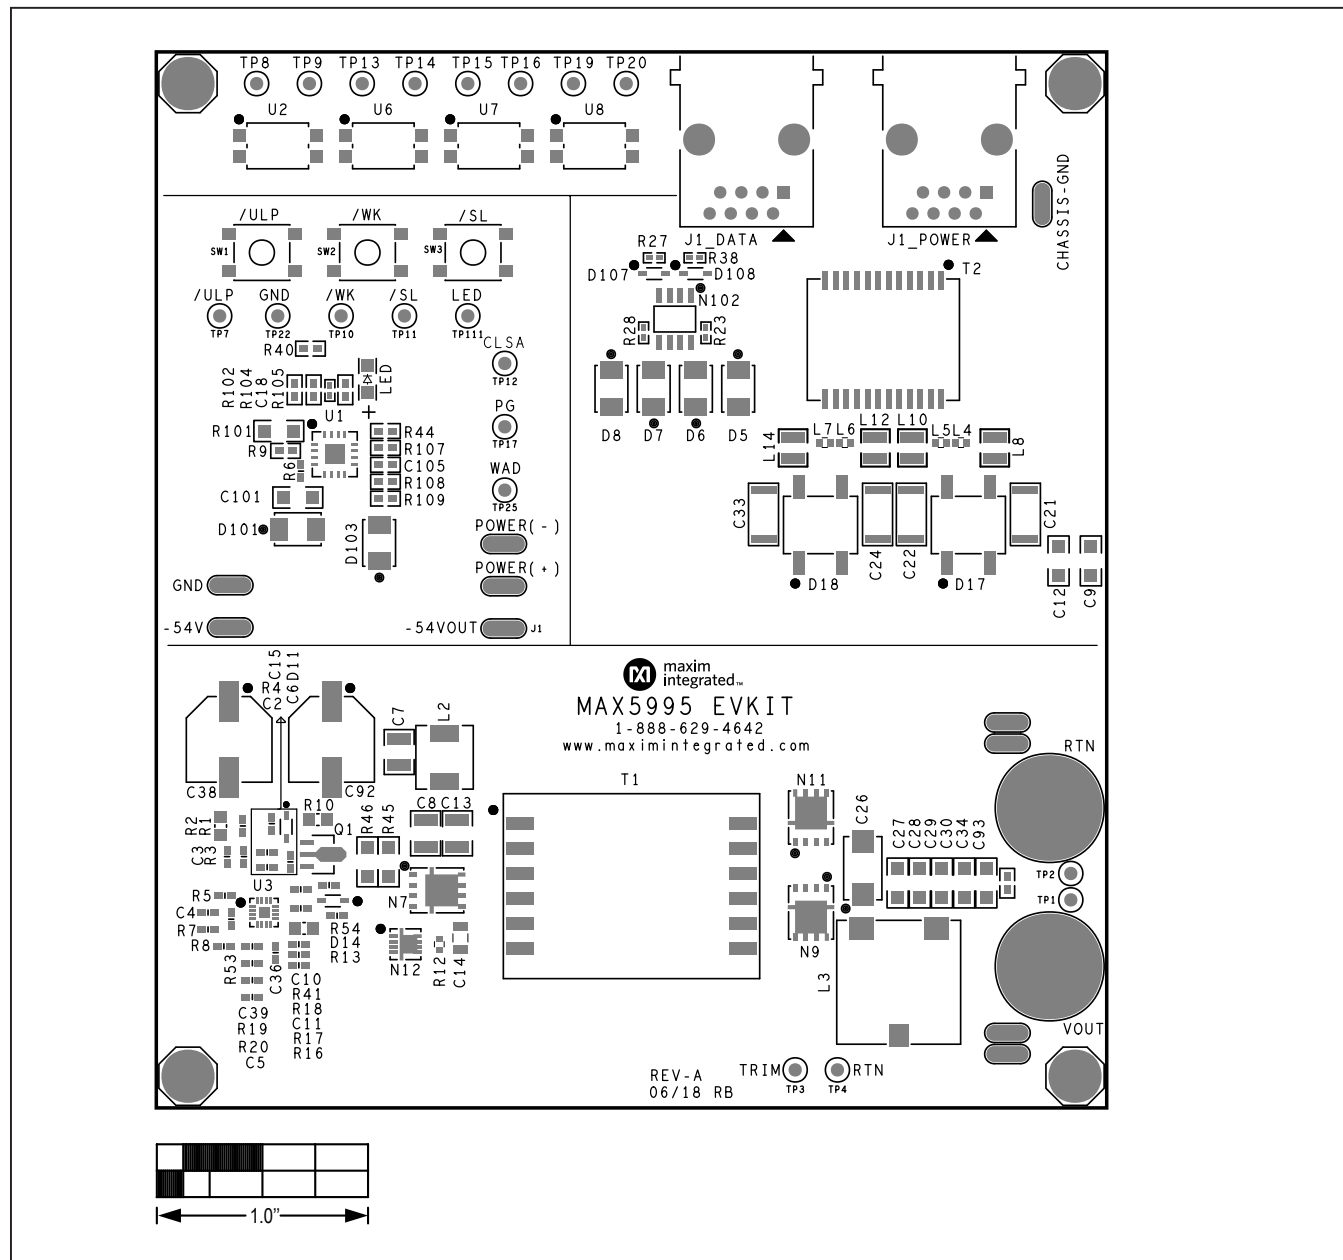 TP8 TP9 TP13 TP14 TP15 TP16 TP19 TP20
U2 U6 U7 U8
CHASSIS-GND
J1_DATA J1_POWER
/ULP /WK /SL
SW1 SW2 SW3
/ULP GND /WK /SL LED
TP7 TP22 TP10 TP11 TP111
R27 R38
D107 D108
N102
T2
R28 R23
R40
CLSA
TP12
R102
R104
C18
R105
LED
U1
+
PG
TP17
R101
R9
R6
R44
R107
C105
R108
R109
C101
D101
D103
WAD
TP25
POWER(-)
POWER(+)
GND
-54V
-54VOUT
J1
D8 D7 D6 D5
L14 L7 L6 L12 L10 L5 L4 L8
C33 C24 C22 C21
D18 D17
C12 C9
maxim
integrated™
MAX5995 EVKIT
1-888-629-4642
www.maximintegrated.com
C15
R4
C2
C6
D11
C38 C92
C7 L2
R2 R1
R10
Q1
R46 R45
C8 C13
T1
N11
C26
RTN
C27 C28 C29 C30 C34 C93
C3 R3
U3
R5
C4
R7
R8
R53
C36
R54
D14
R13
N7
N12
R12
C14
C10
R41
R18
C11
R17
R16
C39
R19
R20
C5
N9
L3
TP2
TP1
VOUT
TRIM
TP3
RTN
TP4
REV-A
06/18 RB
1.0"